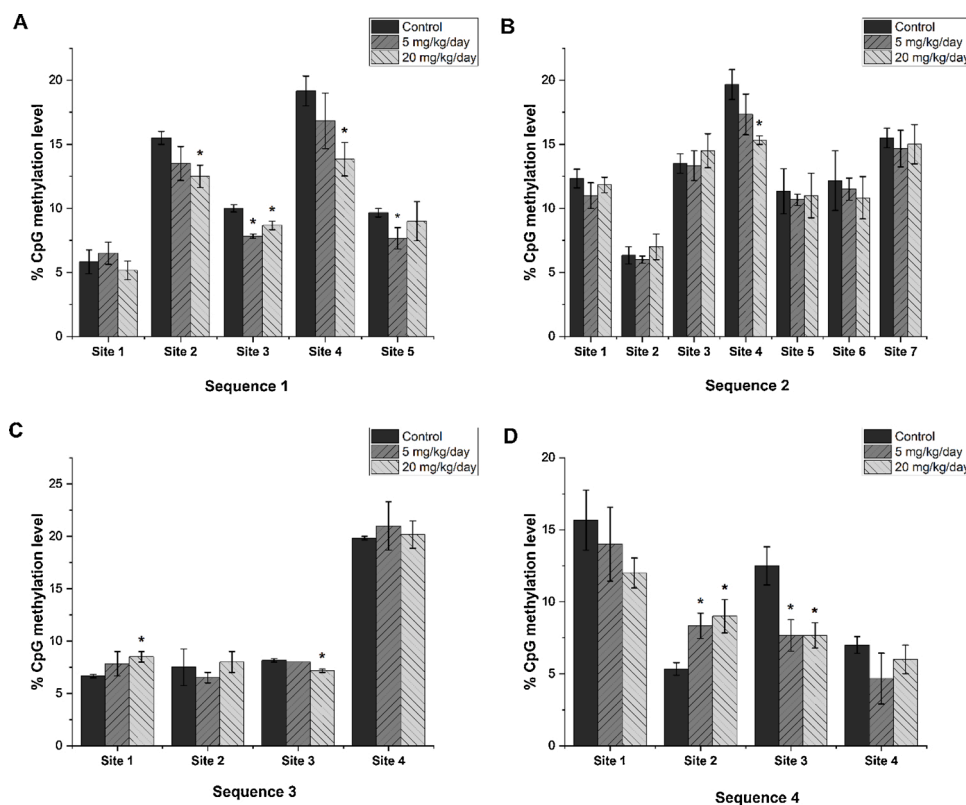 A
Control
5 mg/kg/day
20 mg/kg/day
% CpG methylation level
20
15
10
5
0
Site 1 Site 2 Site 3 Site 4 Site 5
Sequence 1
* * * * *
B
Control
5 mg/kg/day
20 mg/kg/day
% CpG methylation level
20
15
10
5
0
Site 1 Site 2 Site 3 Site 4 Site 5 Site 6 Site 7
Sequence 2
*
C
Control
5 mg/kg/day
20 mg/kg/day
% CpG methylation level
25
20
15
10
5
0
Site 1 Site 2 Site 3 Site 4
Sequence 3
* *
D
Control
5 mg/kg/day
20 mg/kg/day
% CpG methylation level
20
15
10
5
0
Site 1 Site 2 Site 3 Site 4
Sequence 4
* * * *